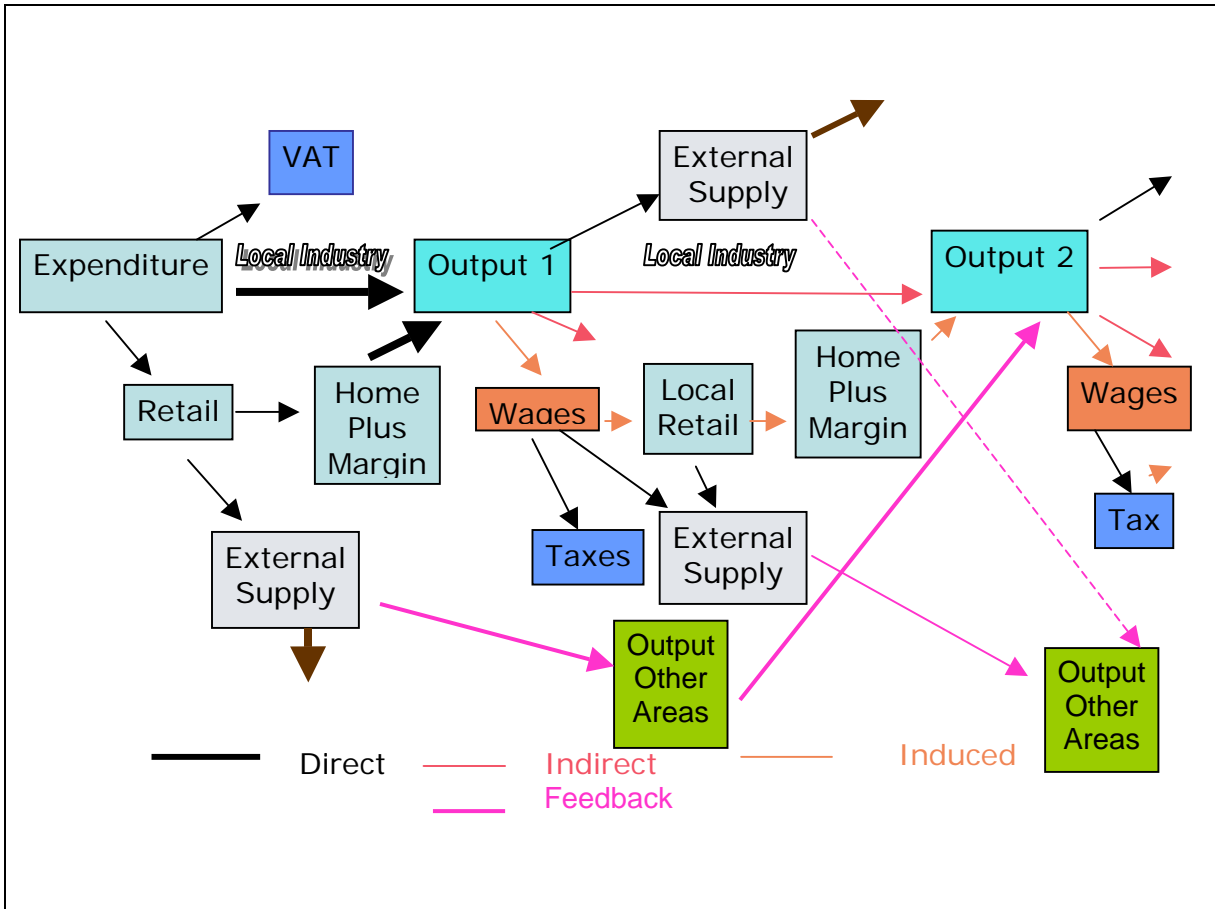 VAT
External
Supply
Expenditure
Local Industry
Output 1
Local Industry
Output 2
Retail
Home
Plus
Margin
Wages
Local
Retail
Home
Plus
Margin
Wages
External
Supply
Taxes
External
Supply
Tax
Output
Other
Areas
Output
Other
Areas
Direct
Indirect
Induced
Feedback